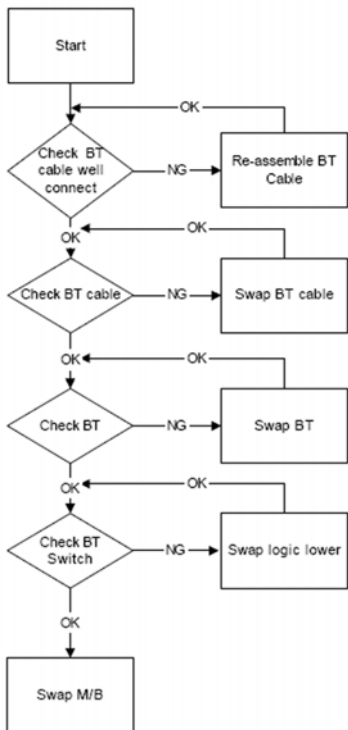 Start
OK
Check BT
cable well
connect
NG
Re-assemble BT
Cable
OK
OK
Check BT cable
NG
Swap BT cable
OK
OK
Check BT
NG
Swap BT
OK
OK
Check BT
Switch
NG
Swap logic lower
OK
Swap M/B